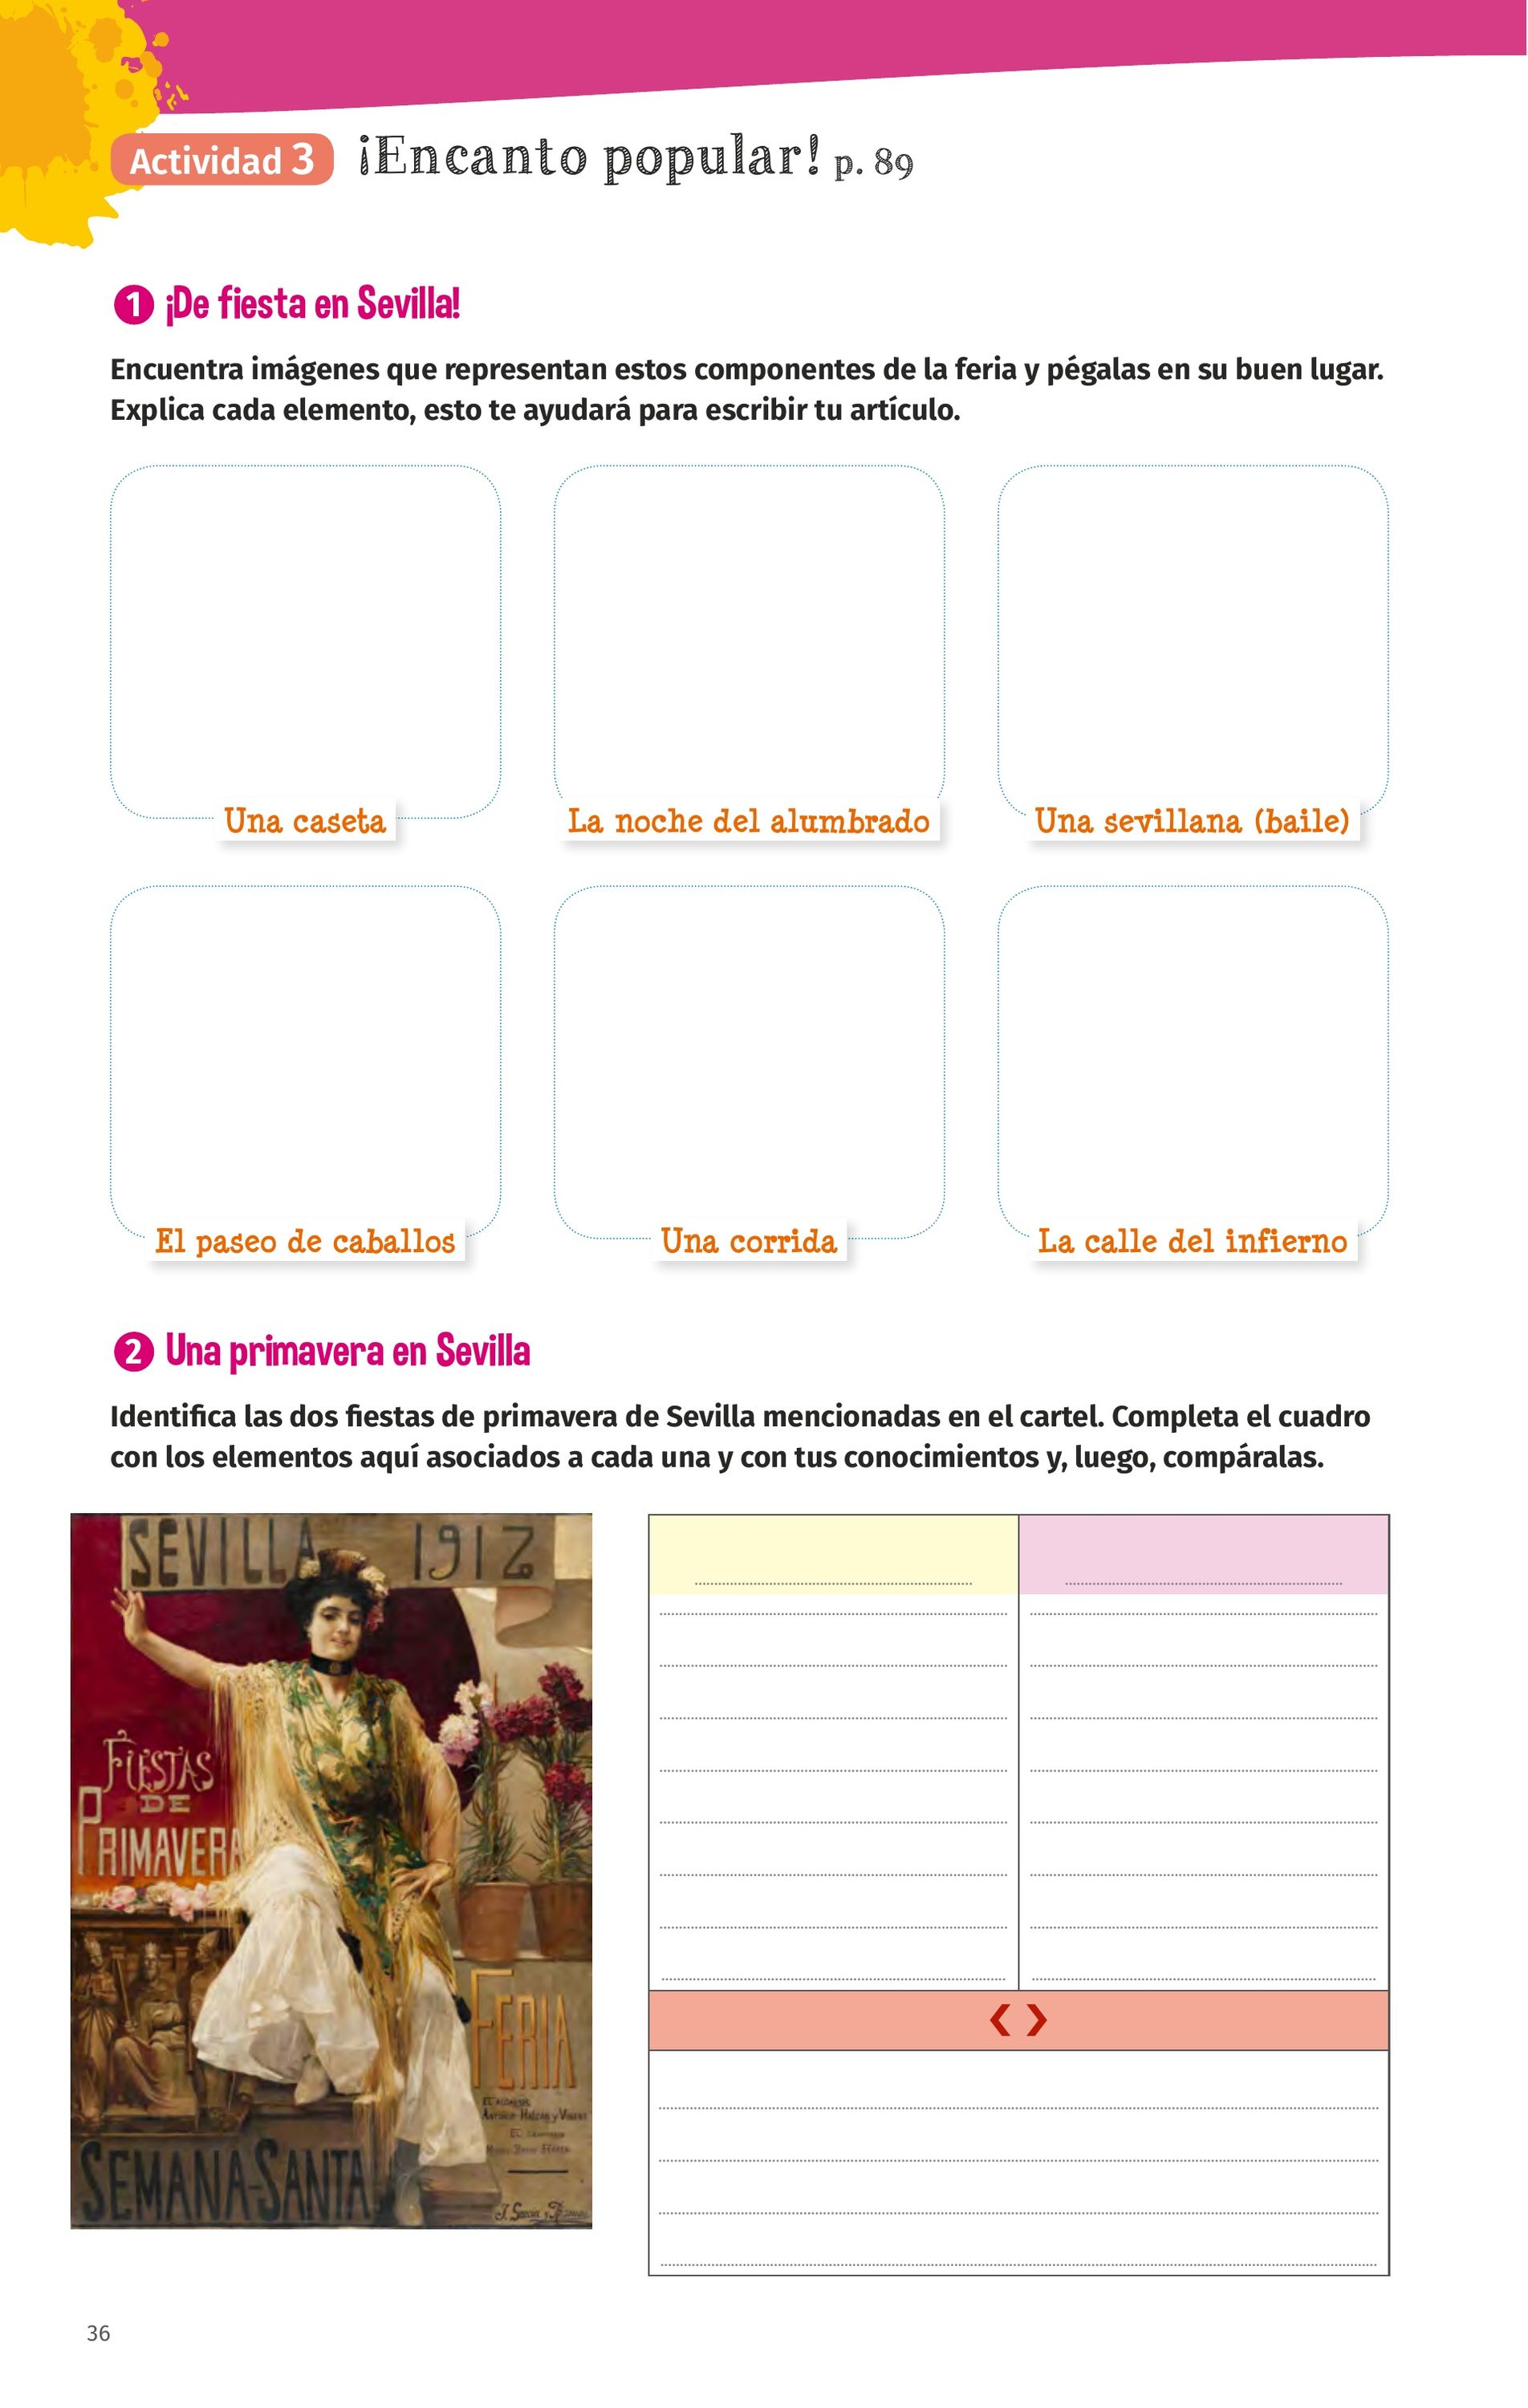 Actividad 3 ¡Encanto popular! p. 89
1 ¡De fiesta en Sevilla!
Encuentra imágenes que representan estos componentes de la feria y pégalas en su buen lugar.
Explica cada elemento, esto te ayudará para escribir tu artículo.
Una caseta
La noche del alumbrado
Una sevillana (baile)
El paseo de caballos
Una corrida
La calle del infierno
2 Una primavera en Sevilla
Identifica las dos fiestas de primavera de Sevilla mencionadas en el cartel. Completa el cuadro
con los elementos aquí asociados a cada una y con tus conocimientos y, luego, compáralas.
SEVILLA 1912
FIESTAS
DE
PRIMAVERA
FERIA
EL
SEMANA-SANTA
36